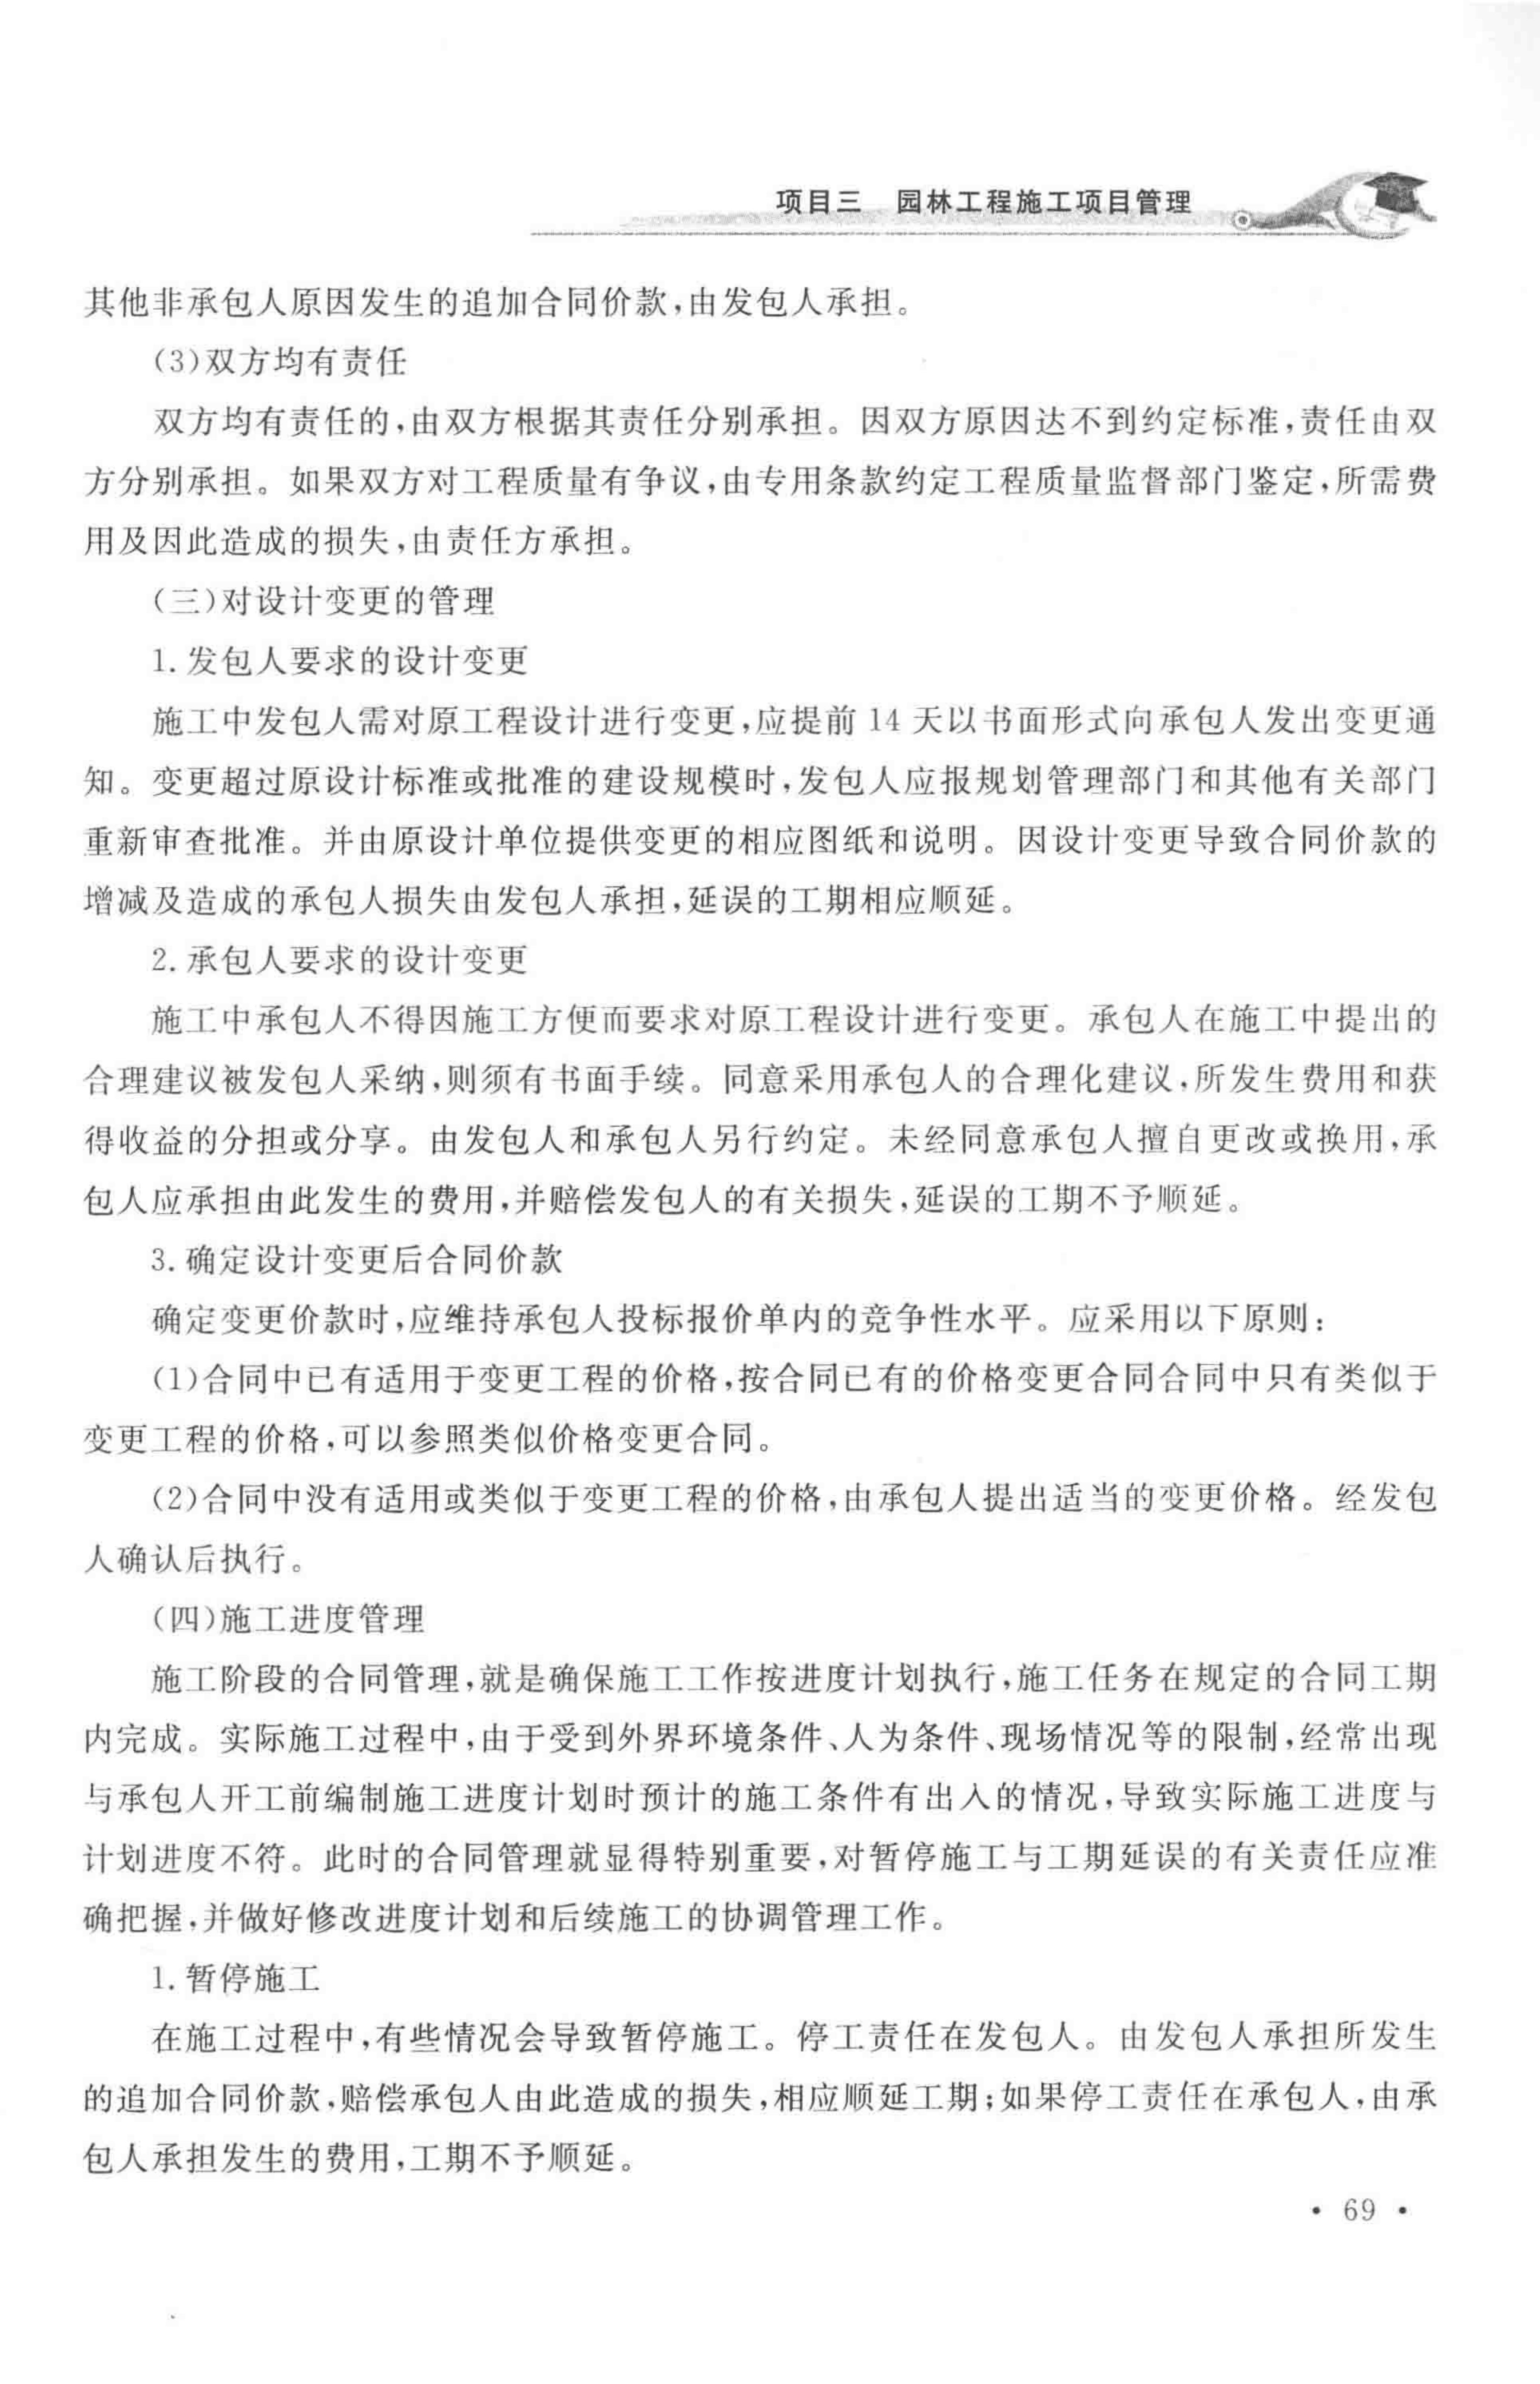 项目三 园林工程施工项目管理
其他非承包人原因发生的追加合同价款,由发包人承担。
(3)双方均有责任
双方均有责任的,由双方根据其责任分别承担。因双方原因达不到约定标准,责任由双
方分别承担。如果双方对工程质量有争议,由专用条款约定工程质量监督部门鉴定,所需费
用及因此造成的损失,由责任方承担。
(三)对设计变更的管理
1. 发包人要求的设计变更
施工中发包人需对原工程设计进行变更,应提前 14 天以书面形式向承包人发出变更通
知。变更超过原设计标准或批准的建设规模时,发包人应报规划管理部门和其他有关部门
重新审查批准。并由原设计单位提供变更的相应图纸和说明。因设计变更导致合同价款的
增减及造成的承包人损失由发包人承担,延误的工期相应顺延。
2. 承包人要求的设计变更
施工中承包人不得因施工方便而要求对原工程设计进行变更。承包人在施工中提出的
合理建议被发包人采纳,则须有书面手续。同意采用承包人的合理化建议,所发生费用和获
得收益的分担或分享。由发包人和承包人另行约定。未经同意承包人擅自更改或换用,承
包人应承担由此发生的费用,并赔偿发包人的有关损失,延误的工期不予顺延。
3. 确定设计变更后合同价款
确定变更价款时,应维持承包人投标报价单内的竞争性水平。应采用以下原则:
(1)合同中已有适用于变更工程的价格,按合同已有的价格变更合同合同中只有类似于
变更工程的价格,可以参照类似价格变更合同。
(2)合同中没有适用或类似于变更工程的价格,由承包人提出适当的变更价格。经发包
人确认后执行。
(四)施工进度管理
施工阶段的合同管理,就是确保施工工作按进度计划执行,施工任务在规定的合同工期
内完成。实际施工过程中,由于受到外界环境条件、人为条件、现场情况等的限制,经常出现
与承包人开工前编制施工进度计划时预计的施工条件有出入的情况,导致实际施工进度与
计划进度不符。此时的合同管理就显得特别重要,对暂停施工与工期延误的有关责任应准
确把握,并做好修改进度计划和后续施工的协调管理工作。
1. 暂停施工
在施工过程中,有些情况会导致暂停施工。停工责任在发包人。由发包人承担所发生
的追加合同价款,赔偿承包人由此造成的损失,相应顺延工期;如果停工责任在承包人,由承
包人承担发生的费用,工期不予顺延。
• 69 •